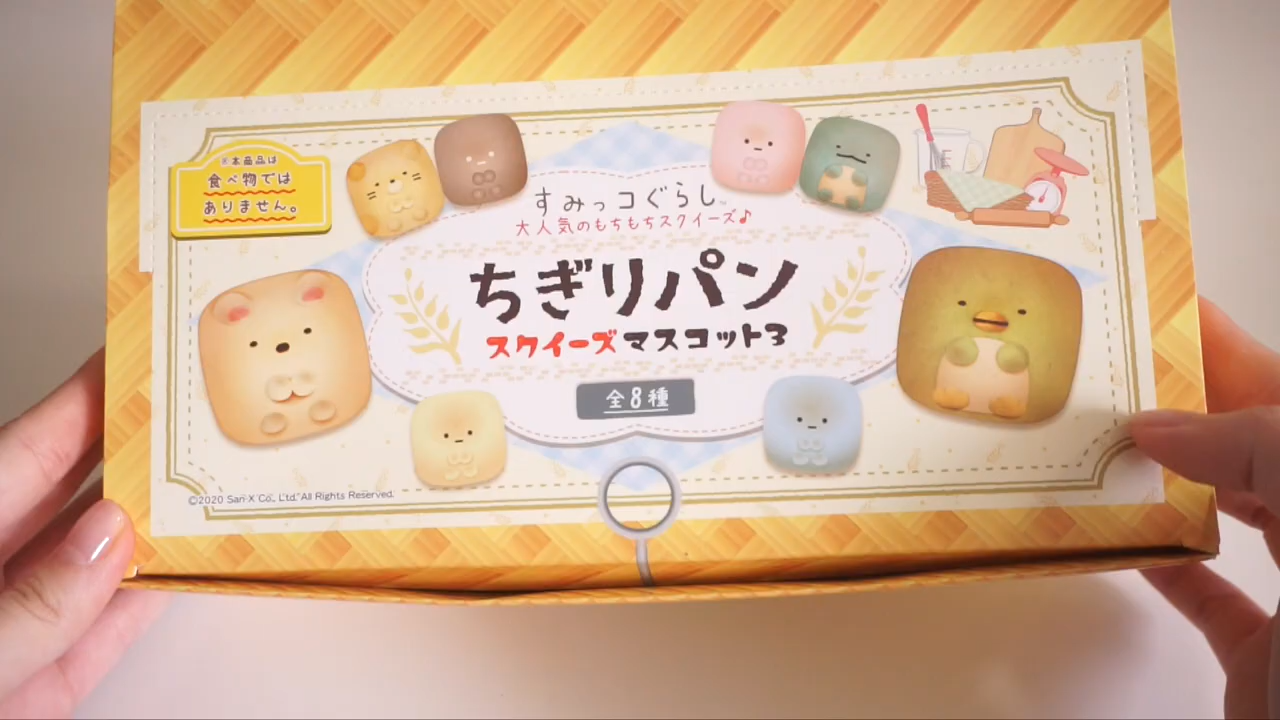 ※本商品は
食べ物では
ありません。
すみっコぐらし™
大人気のもちもちスクイーズ♪
ちぎりパン
スクイーズマスコット3
全8種
©2020 San-X Co., Ltd. All Rights Reserved.